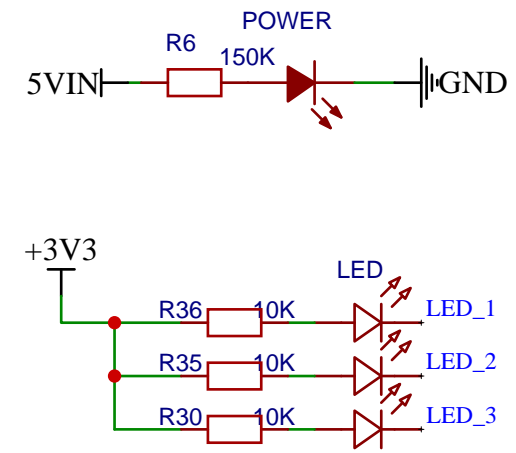 POWER
R6
150K
5VIN
GND
+3V3
LED
R36
10K
LED_1
R35
10K
LED_2
R30
10K
LED_3